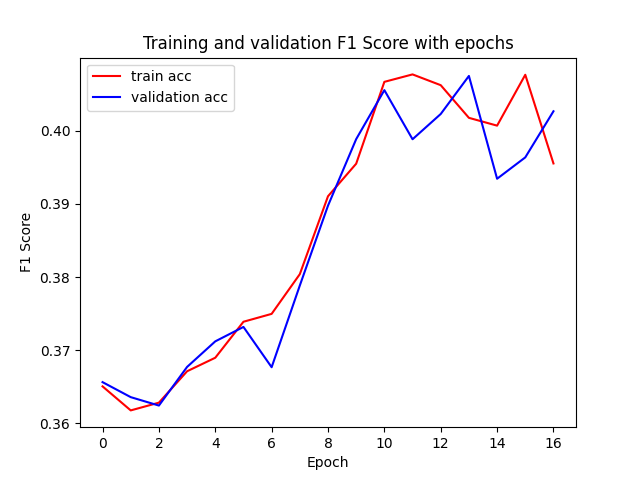 Training and validation F1 Score with epochs
train acc
validation acc
F1 Score
0.40
0.39
0.38
0.37
0.36
0 2 4 6 8 10 12 14 16
Epoch